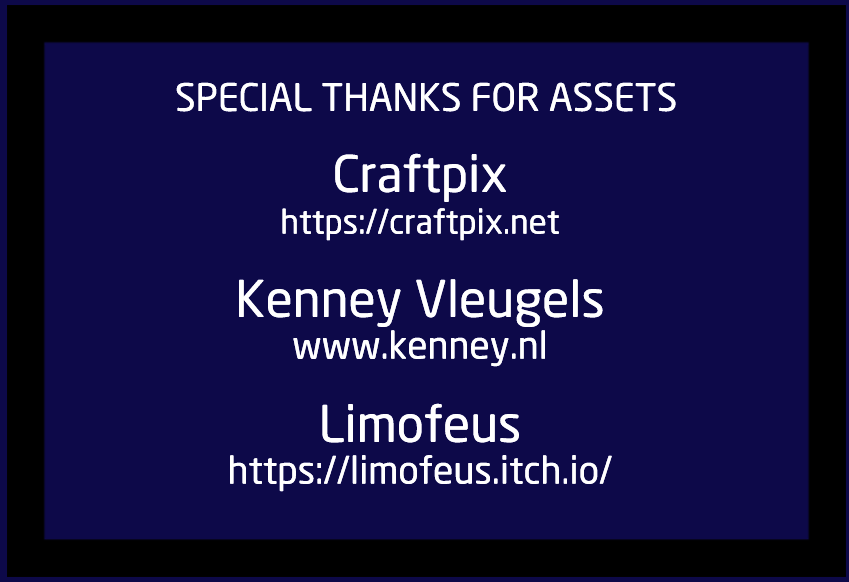 SPECIAL THANKS FOR ASSETS
Craftpix
https://craftpix.net
Kenney Vleugels
www.kenney.nl
Limofeus
https://limofeus.itch.io/